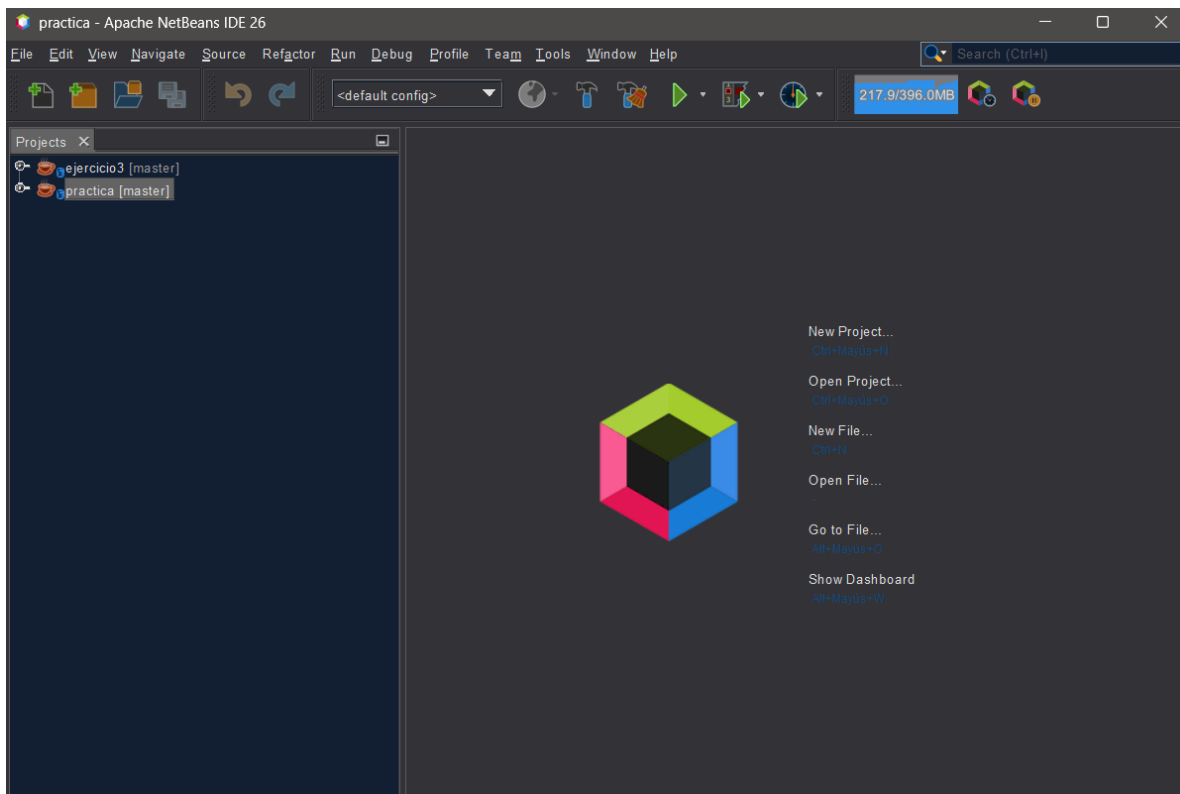 practica - Apache NetBeans IDE 26
File Edit View Navigate Source Refactor Run Debug Profile Team Tools Window Help
Search (Ctrl+I)
<default config>
217.9/396.0MB
Projects
ejercicio3 [master]
practica [master]
New Project...
Ctrl+Mayús+N
Open Project...
Ctrl+Mayús+O
New File...
Ctrl+N
Open File...
-
Go to File...
Alt+Mayús+O
Show Dashboard
Alt+Mayús+W